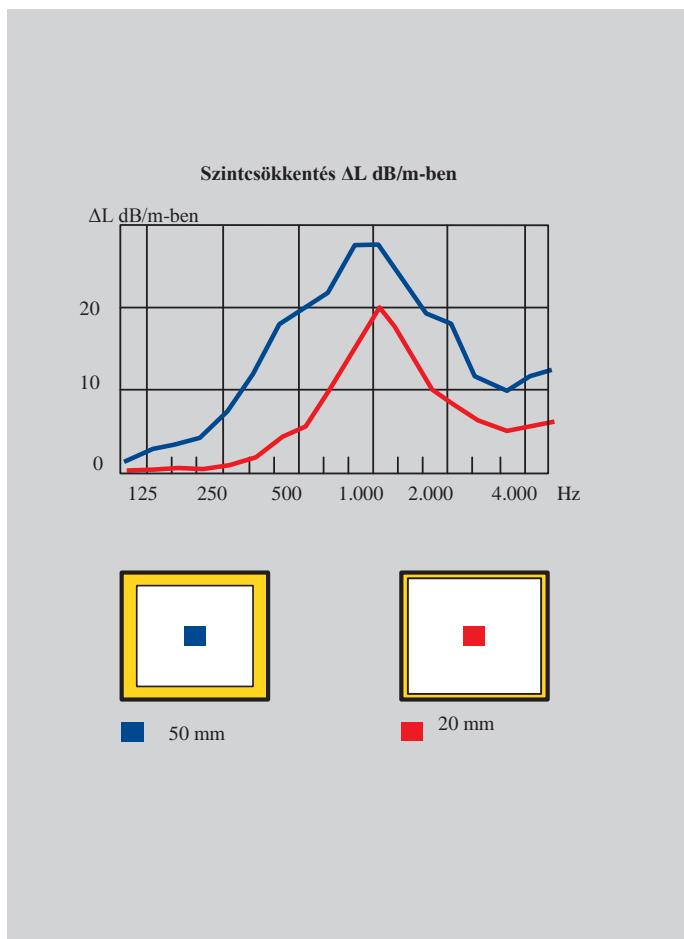 Szintcsökkentés ΔL dB/m-ben
ΔL dB/m-ben
20
10
0
125 250 500 1.000 2.000 4.000 Hz
50 mm
20 mm